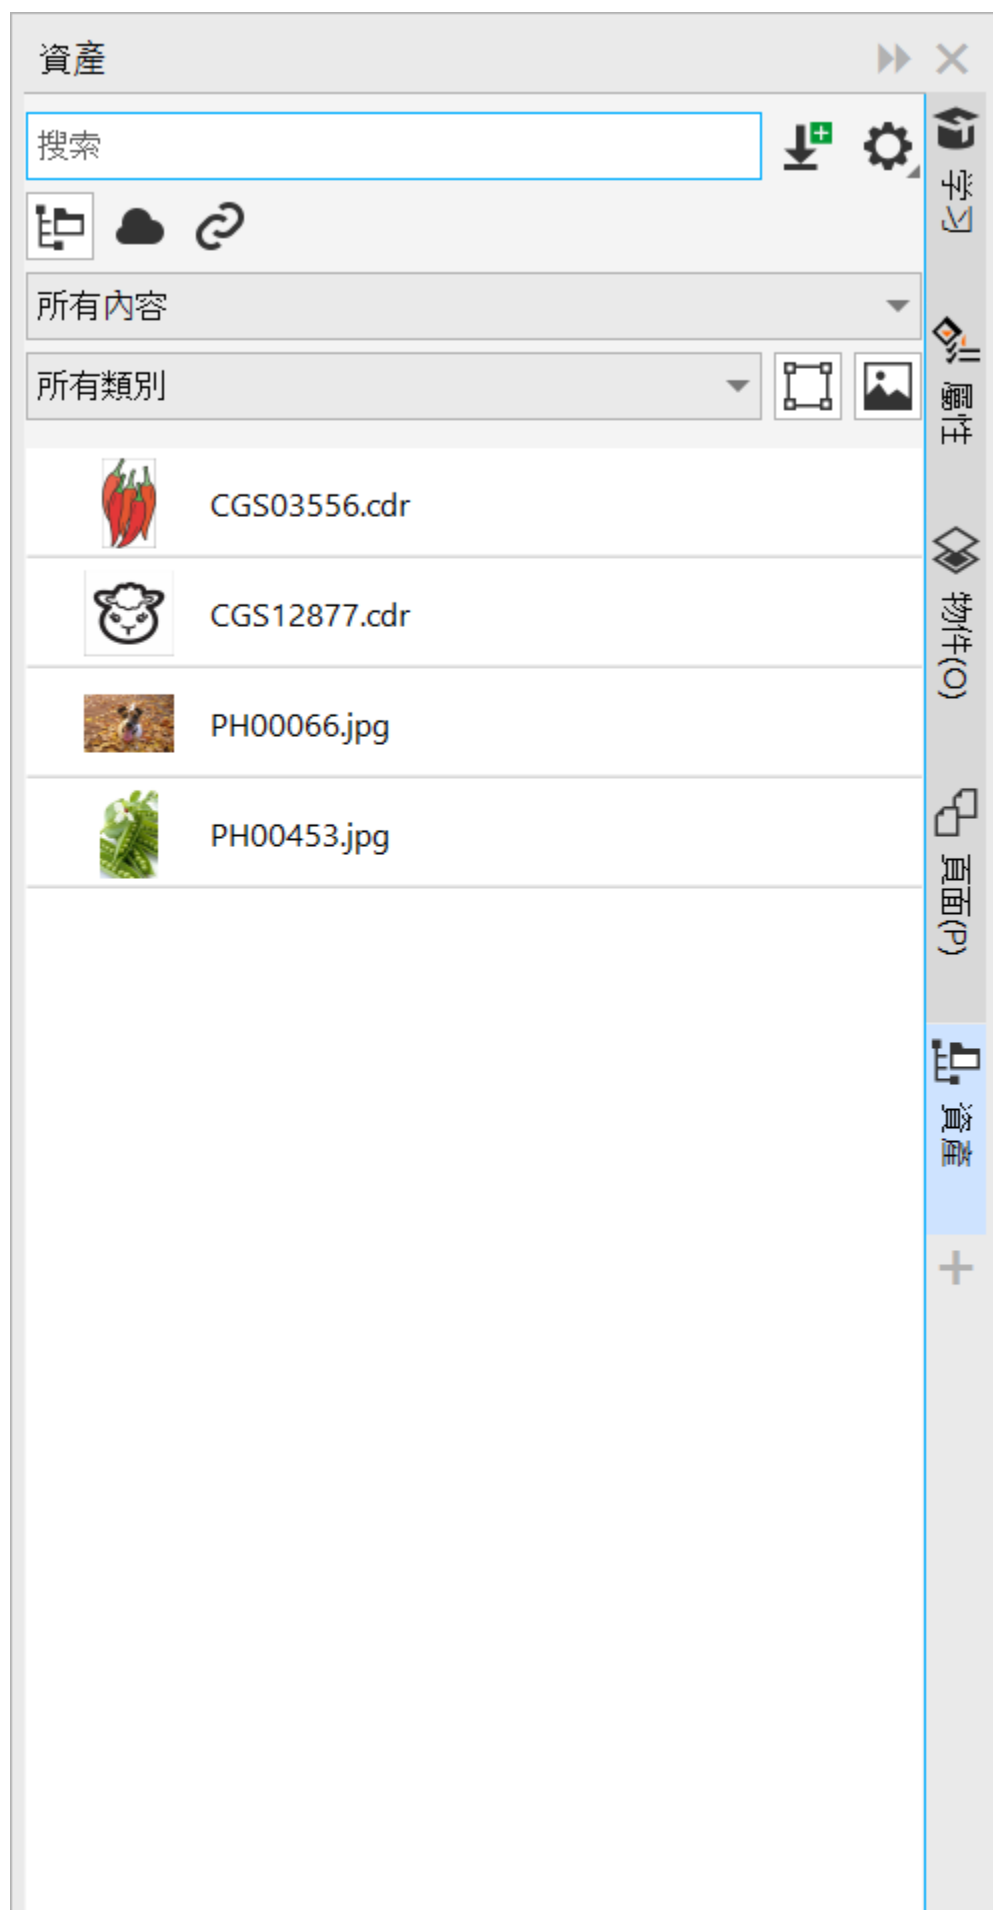 資產
搜索
所有內容
所有類別
CGS03556.cdr
CGS12877.cdr
PH00066.jpg
PH00453.jpg
学习
屬性
物件(O)
頁面(P)
資產